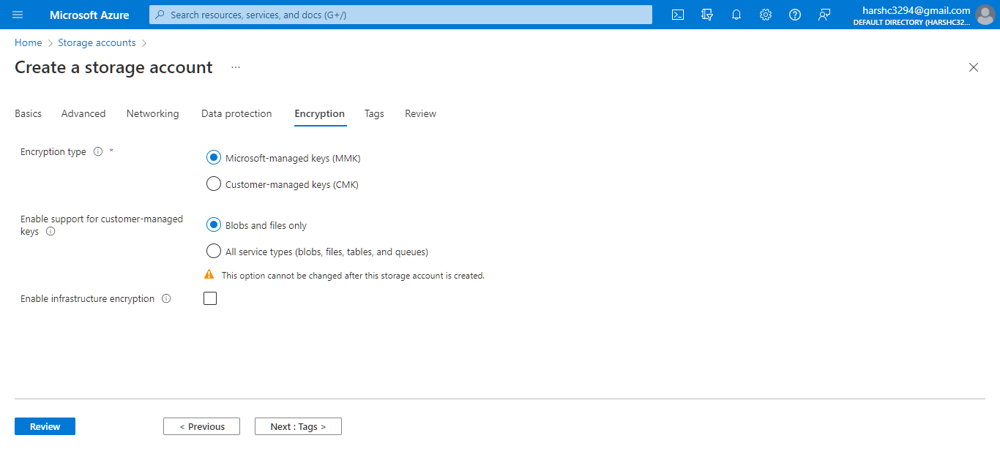 Microsoft Azure
Search resources, services, and docs (G+/)
harshc3294@gmail.com
DEFAULT DIRECTORY (HARSHC32...
Home > Storage accounts >
Create a storage account ...
Basics Advanced Networking Data protection Encryption Tags Review
Encryption type *
Microsoft-managed keys (MMK)
Customer-managed keys (CMK)
Enable support for customer-managed
keys
Blobs and files only
All service types (blobs, files, tables, and queues)
This option cannot be changed after this storage account is created.
Enable infrastructure encryption
Review
< Previous
Next : Tags >